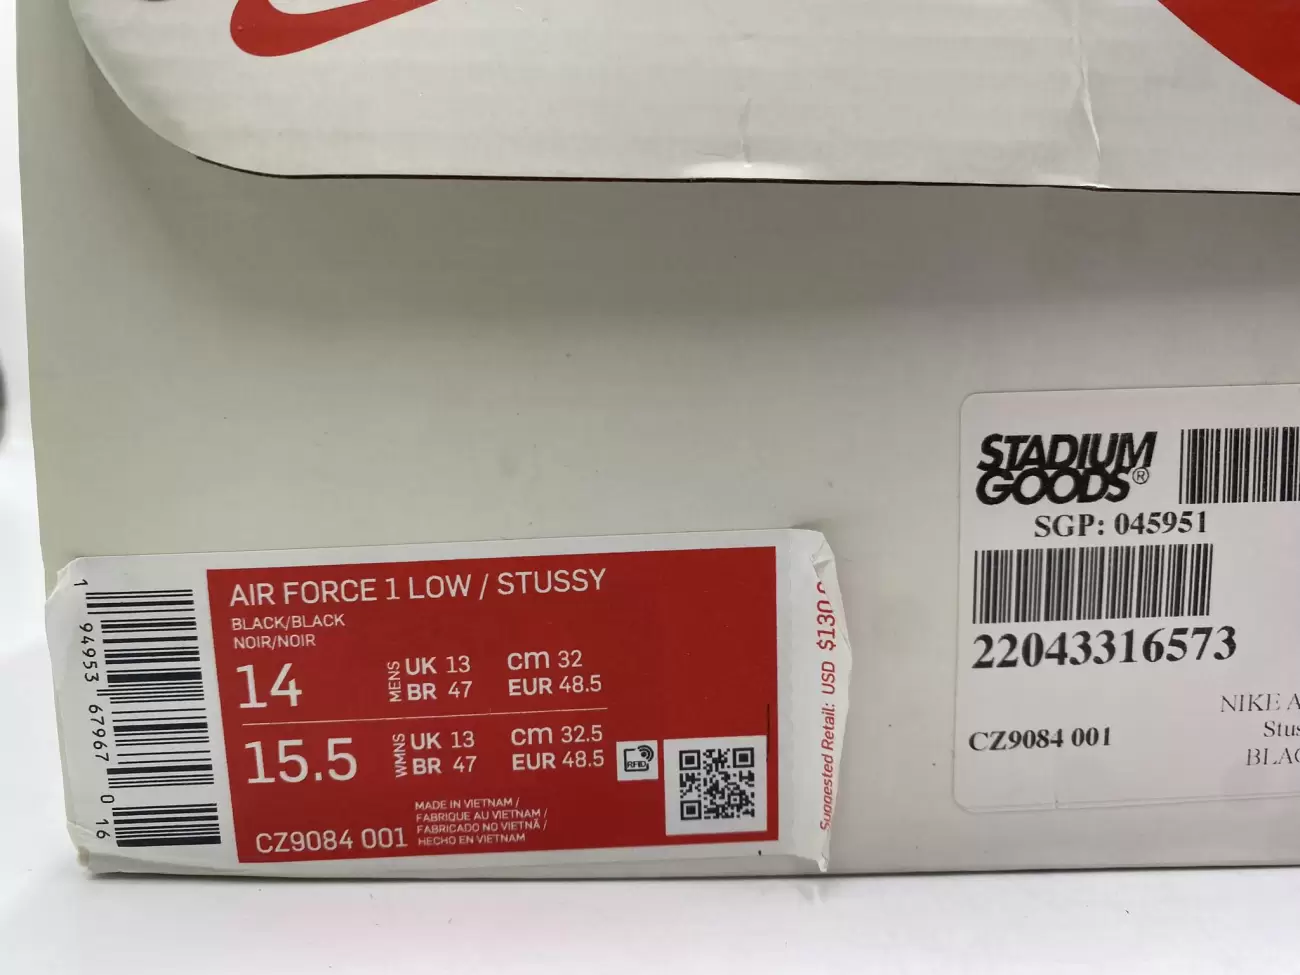 AIR FORCE 1 LOW / STUSSY
BLACK/BLACK
NOIR/NOIR
14
MENS
UK 13
BR 47
cm 32
EUR 48.5
15.5
WMNS
UK 13
BR 47
cm 32.5
EUR 48.5
RFID
CZ9084 001
MADE IN VIETNAM /
FABRIQUE AU VIETNAM /
FABRICADO NO VIETNÃ /
HECHO EN VIETNAM
1 94953 67967 0 16
Suggested Retail: USD $130
STADIUM
GOODS®
SGP: 045951
22043316573
NIKE A
CZ9084 001
Stus
BLAC